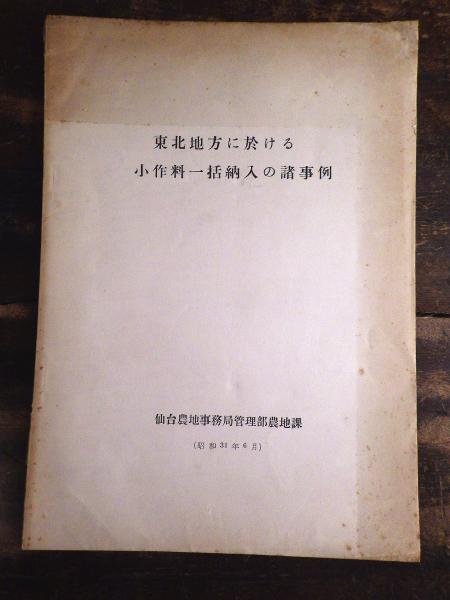 東北地方に於ける
小作料一括納入の諸事例
仙台農地事務局管理部農地課
(昭和31年6月)